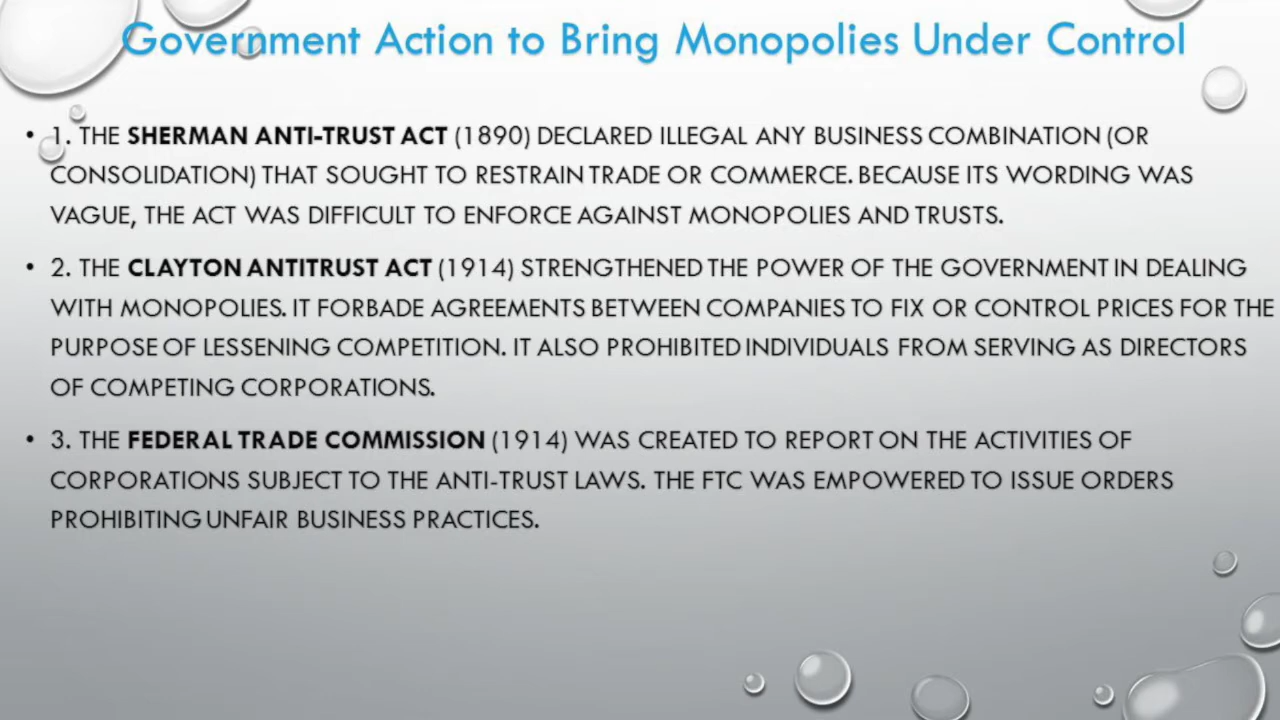 Government Action to Bring Monopolies Under Control
• 1. THE SHERMAN ANTI-TRUST ACT (1890) DECLARED ILLEGAL ANY BUSINESS COMBINATION (OR
CONSOLIDATION) THAT SOUGHT TO RESTRAIN TRADE OR COMMERCE. BECAUSE ITS WORDING WAS
VAGUE, THE ACT WAS DIFFICULT TO ENFORCE AGAINST MONOPOLIES AND TRUSTS.
• 2. THE CLAYTON ANTITRUST ACT (1914) STRENGTHENED THE POWER OF THE GOVERNMENT IN DEALING
WITH MONOPOLIES. IT FORBADE AGREEMENTS BETWEEN COMPANIES TO FIX OR CONTROL PRICES FOR THE
PURPOSE OF LESSENING COMPETITION. IT ALSO PROHIBITED INDIVIDUALS FROM SERVING AS DIRECTORS
OF COMPETING CORPORATIONS.
• 3. THE FEDERAL TRADE COMMISSION (1914) WAS CREATED TO REPORT ON THE ACTIVITIES OF
CORPORATIONS SUBJECT TO THE ANTI-TRUST LAWS. THE FTC WAS EMPOWERED TO ISSUE ORDERS
PROHIBITING UNFAIR BUSINESS PRACTICES.